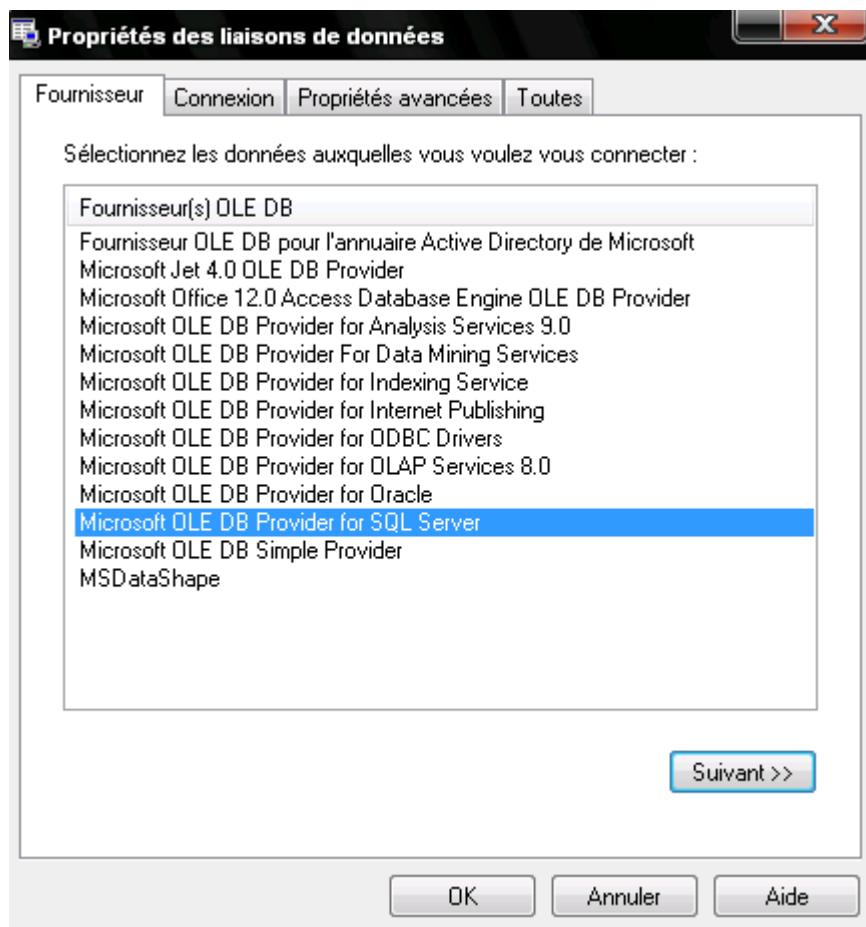 Propriétés des liaisons de données
Fournisseur Connexion Propriétés avancées Toutes
Sélectionnez les données auxquelles vous voulez vous connecter :
Fournisseur(s) OLE DB
Fournisseur OLE DB pour l'annuaire Active Directory de Microsoft
Microsoft Jet 4.0 OLE DB Provider
Microsoft Office 12.0 Access Database Engine OLE DB Provider
Microsoft OLE DB Provider for Analysis Services 9.0
Microsoft OLE DB Provider For Data Mining Services
Microsoft OLE DB Provider for Indexing Service
Microsoft OLE DB Provider for Internet Publishing
Microsoft OLE DB Provider for ODBC Drivers
Microsoft OLE DB Provider for OLAP Services 8.0
Microsoft OLE DB Provider for Oracle
Microsoft OLE DB Provider for SQL Server
Microsoft OLE DB Simple Provider
MSDataShape
Suivant >>
OK Annuler Aide